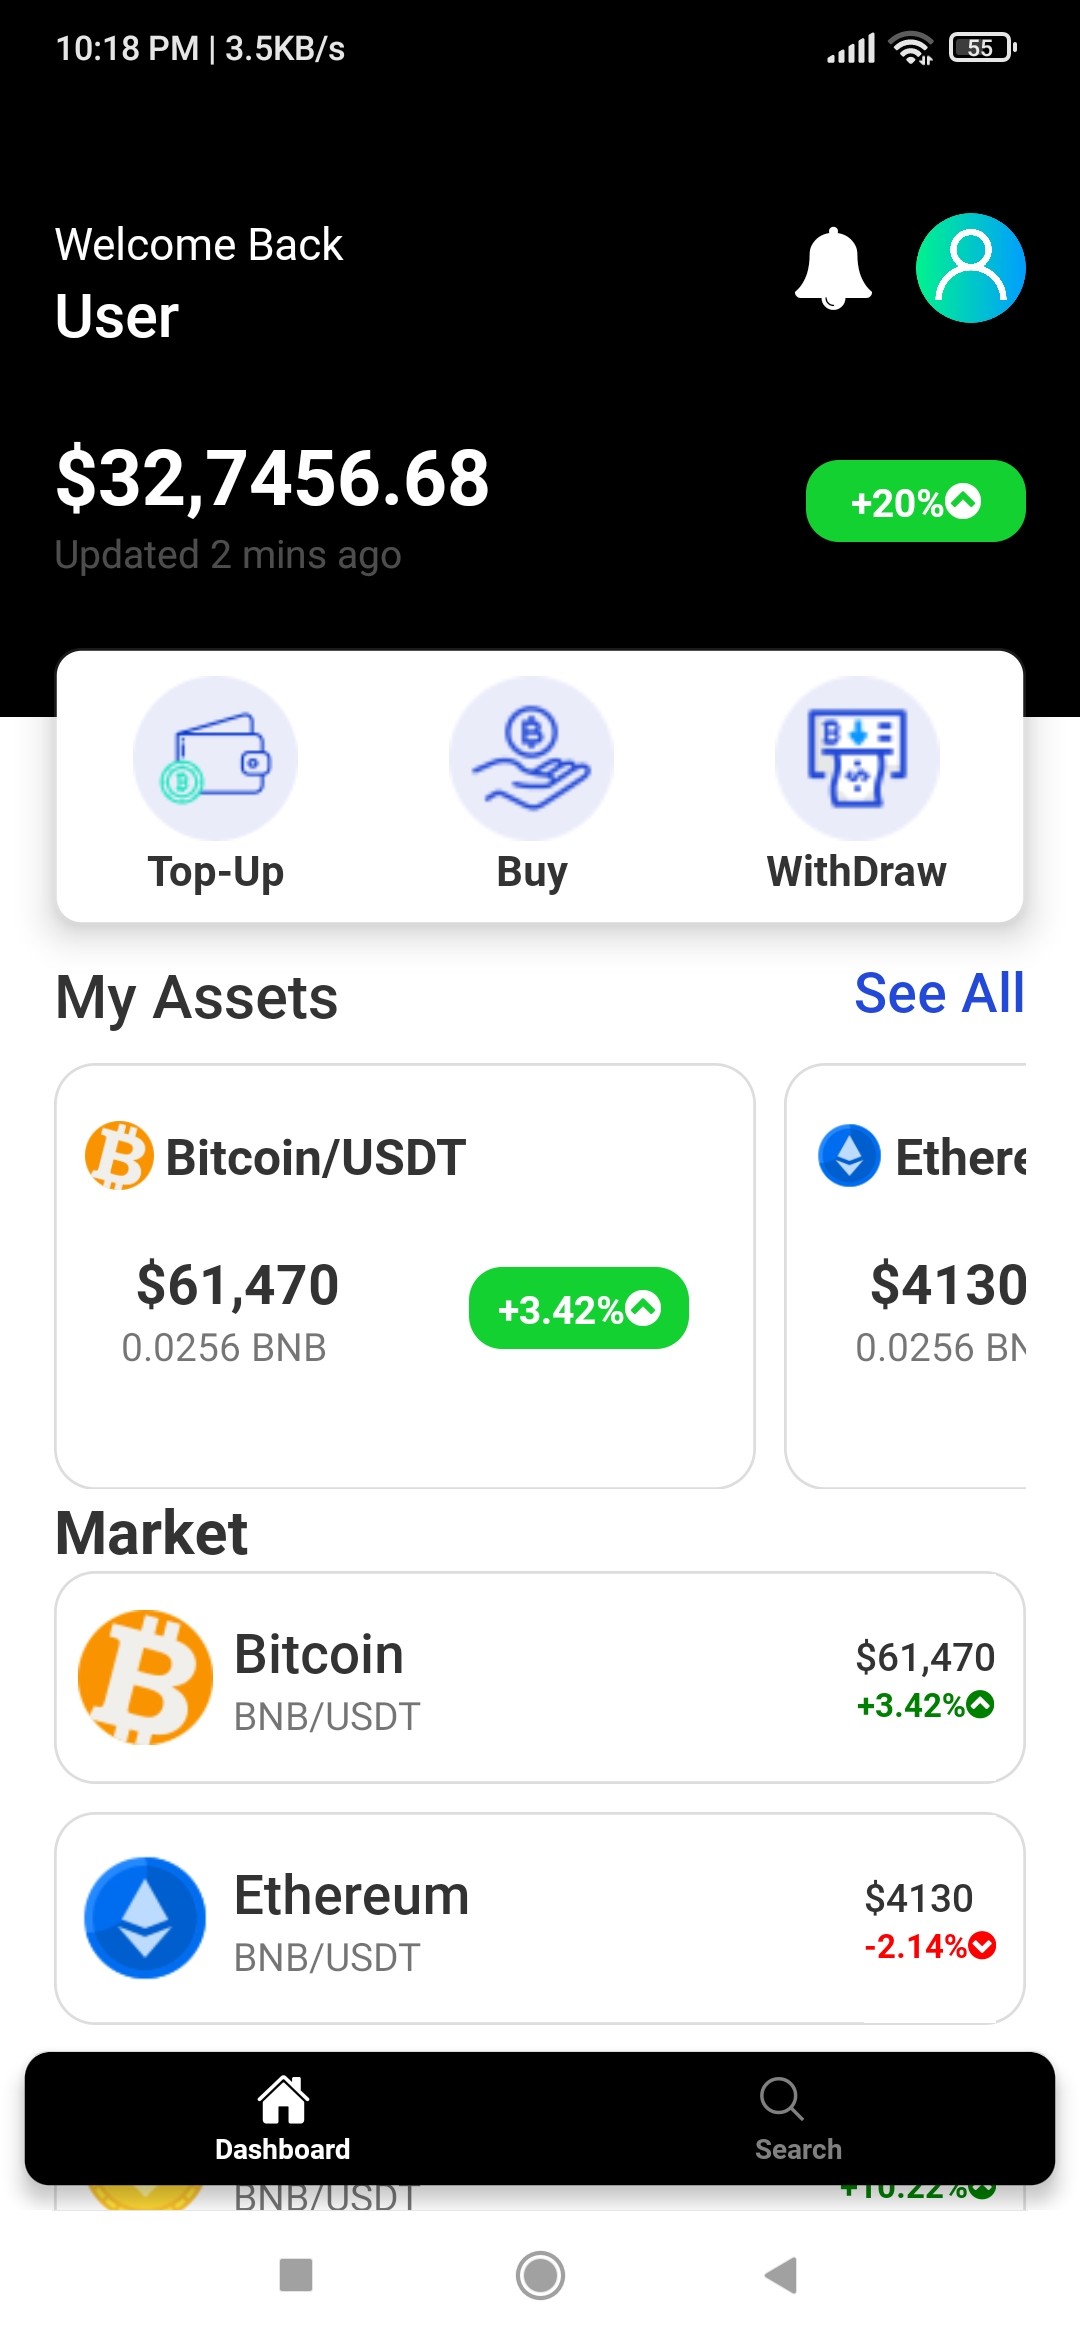 10:18 PM | 3.5KB/s
55
Welcome Back
User
$32,7456.68
+20%
Updated 2 mins ago
Top-Up
Buy
WithDraw
My Assets
See All
Bitcoin/USDT
Ethere
$61,470
+3.42%
$4130
0.0256 BNB
0.0256 BN
Market
Bitcoin
$61,470
BNB/USDT
+3.42%
Ethereum
$4130
BNB/USDT
-2.14%
Dashboard
Search
BNB/USDT
+10.22%